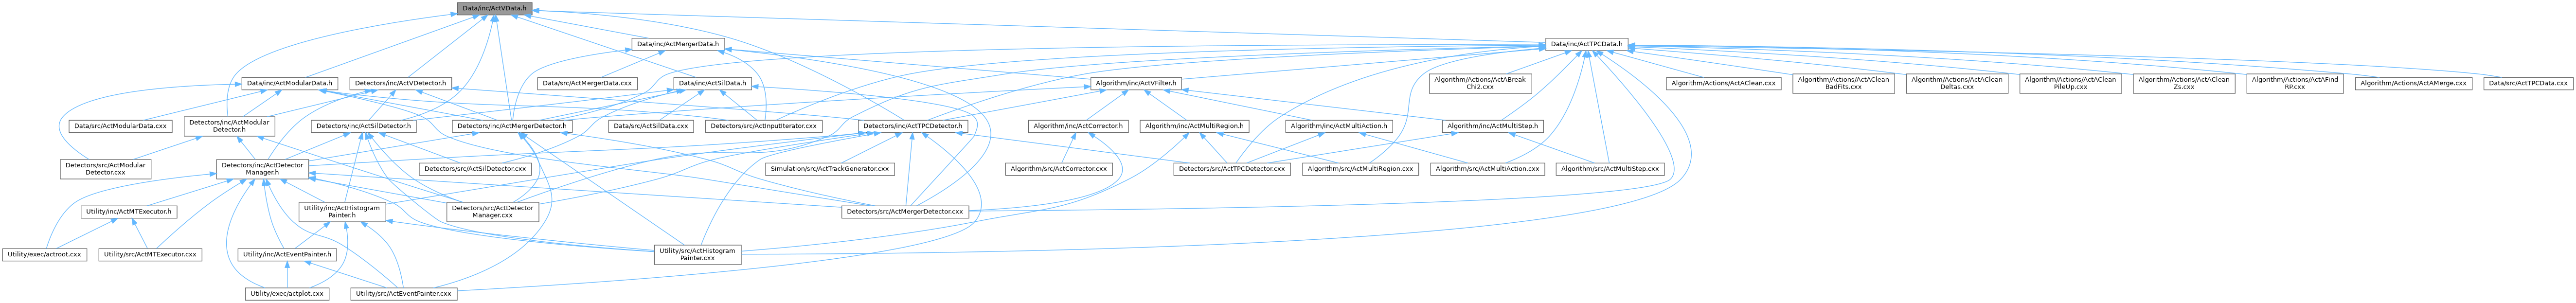 Data/inc/ActVData.h
Data/inc/ActMergerData.h
Data/inc/ActTPCData.h
Data/inc/ActModularData.h
Detectors/inc/ActVDetector.h
Data/src/ActMergerData.cxx
Data/inc/ActSilData.h
Algorithm/inc/ActVFilter.h
Algorithm/Actions/ActABreak
Chi2.cxx
Algorithm/Actions/ActAClean.cxx
Algorithm/Actions/ActAClean
BadFits.cxx
Algorithm/Actions/ActAClean
Deltas.cxx
Algorithm/Actions/ActAClean
PileUp.cxx
Algorithm/Actions/ActAClean
Zs.cxx
Algorithm/Actions/ActAFind
RP.cxx
Algorithm/Actions/ActAMerge.cxx
Data/src/ActTPCData.cxx
Data/src/ActModularData.cxx
Detectors/inc/ActModular
Detector.h
Detectors/inc/ActSilDetector.h
Detectors/inc/ActMergerDetector.h
Data/src/ActSilData.cxx
Detectors/src/ActInputIterator.cxx
Detectors/inc/ActTPCDetector.h
Algorithm/inc/ActCorrector.h
Algorithm/inc/ActMultiRegion.h
Algorithm/inc/ActMultiAction.h
Algorithm/inc/ActMultiStep.h
Detectors/src/ActModular
Detector.cxx
Detectors/inc/ActDetector
Manager.h
Detectors/src/ActSilDetector.cxx
Simulation/src/ActTrackGenerator.cxx
Algorithm/src/ActCorrector.cxx
Detectors/src/ActTPCDetector.cxx
Algorithm/src/ActMultiRegion.cxx
Algorithm/src/ActMultiAction.cxx
Algorithm/src/ActMultiStep.cxx
Utility/inc/ActMTExecutor.h
Utility/inc/ActHistogram
Painter.h
Detectors/src/ActDetector
Manager.cxx
Detectors/src/ActMergerDetector.cxx
Utility/exec/actroot.cxx
Utility/src/ActMTExecutor.cxx
Utility/inc/ActEventPainter.h
Utility/src/ActHistogram
Painter.cxx
Utility/exec/actplot.cxx
Utility/src/ActEventPainter.cxx